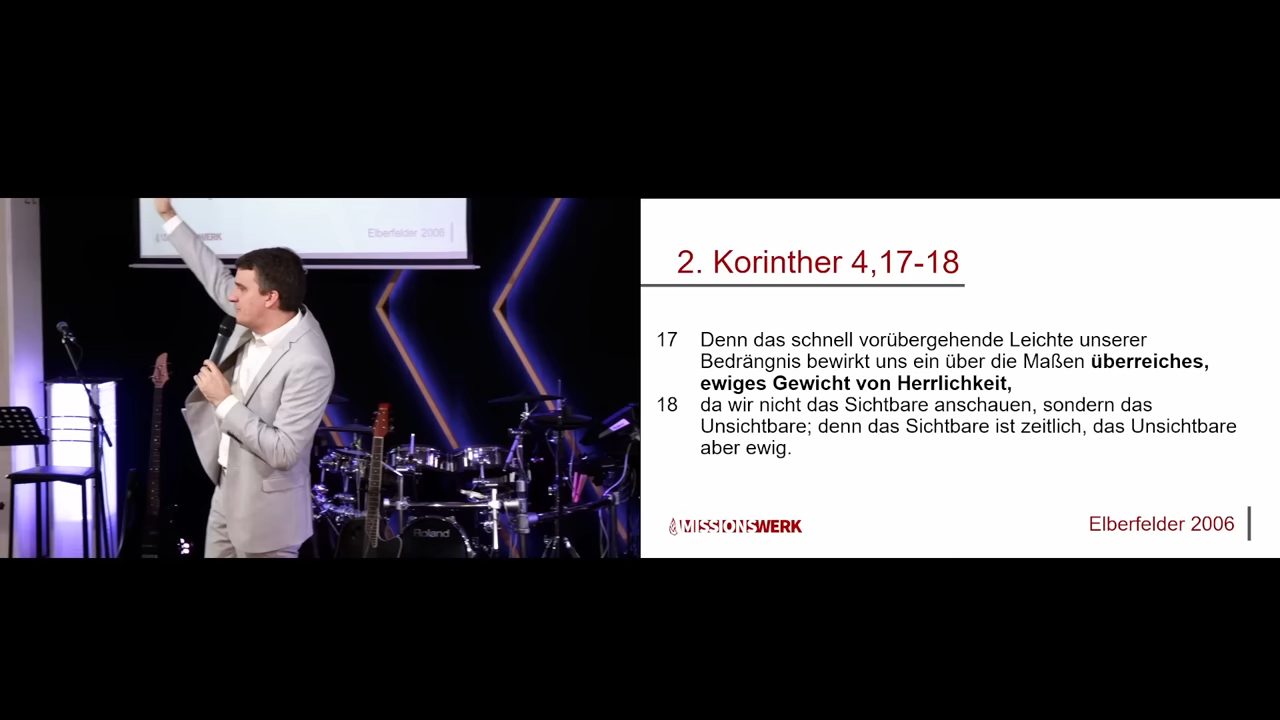 WERK
Elberfelder 2006
Roland
2. Korinther 4,17-18
17 Denn das schnell vorübergehende Leichte unserer
Bedrängnis bewirkt uns ein über die Maßen überreiches,
ewiges Gewicht von Herrlichkeit,
18 da wir nicht das Sichtbare anschauen, sondern das
Unsichtbare; denn das Sichtbare ist zeitlich, das Unsichtbare
aber ewig.
MISSIONSWERK
Elberfelder 2006